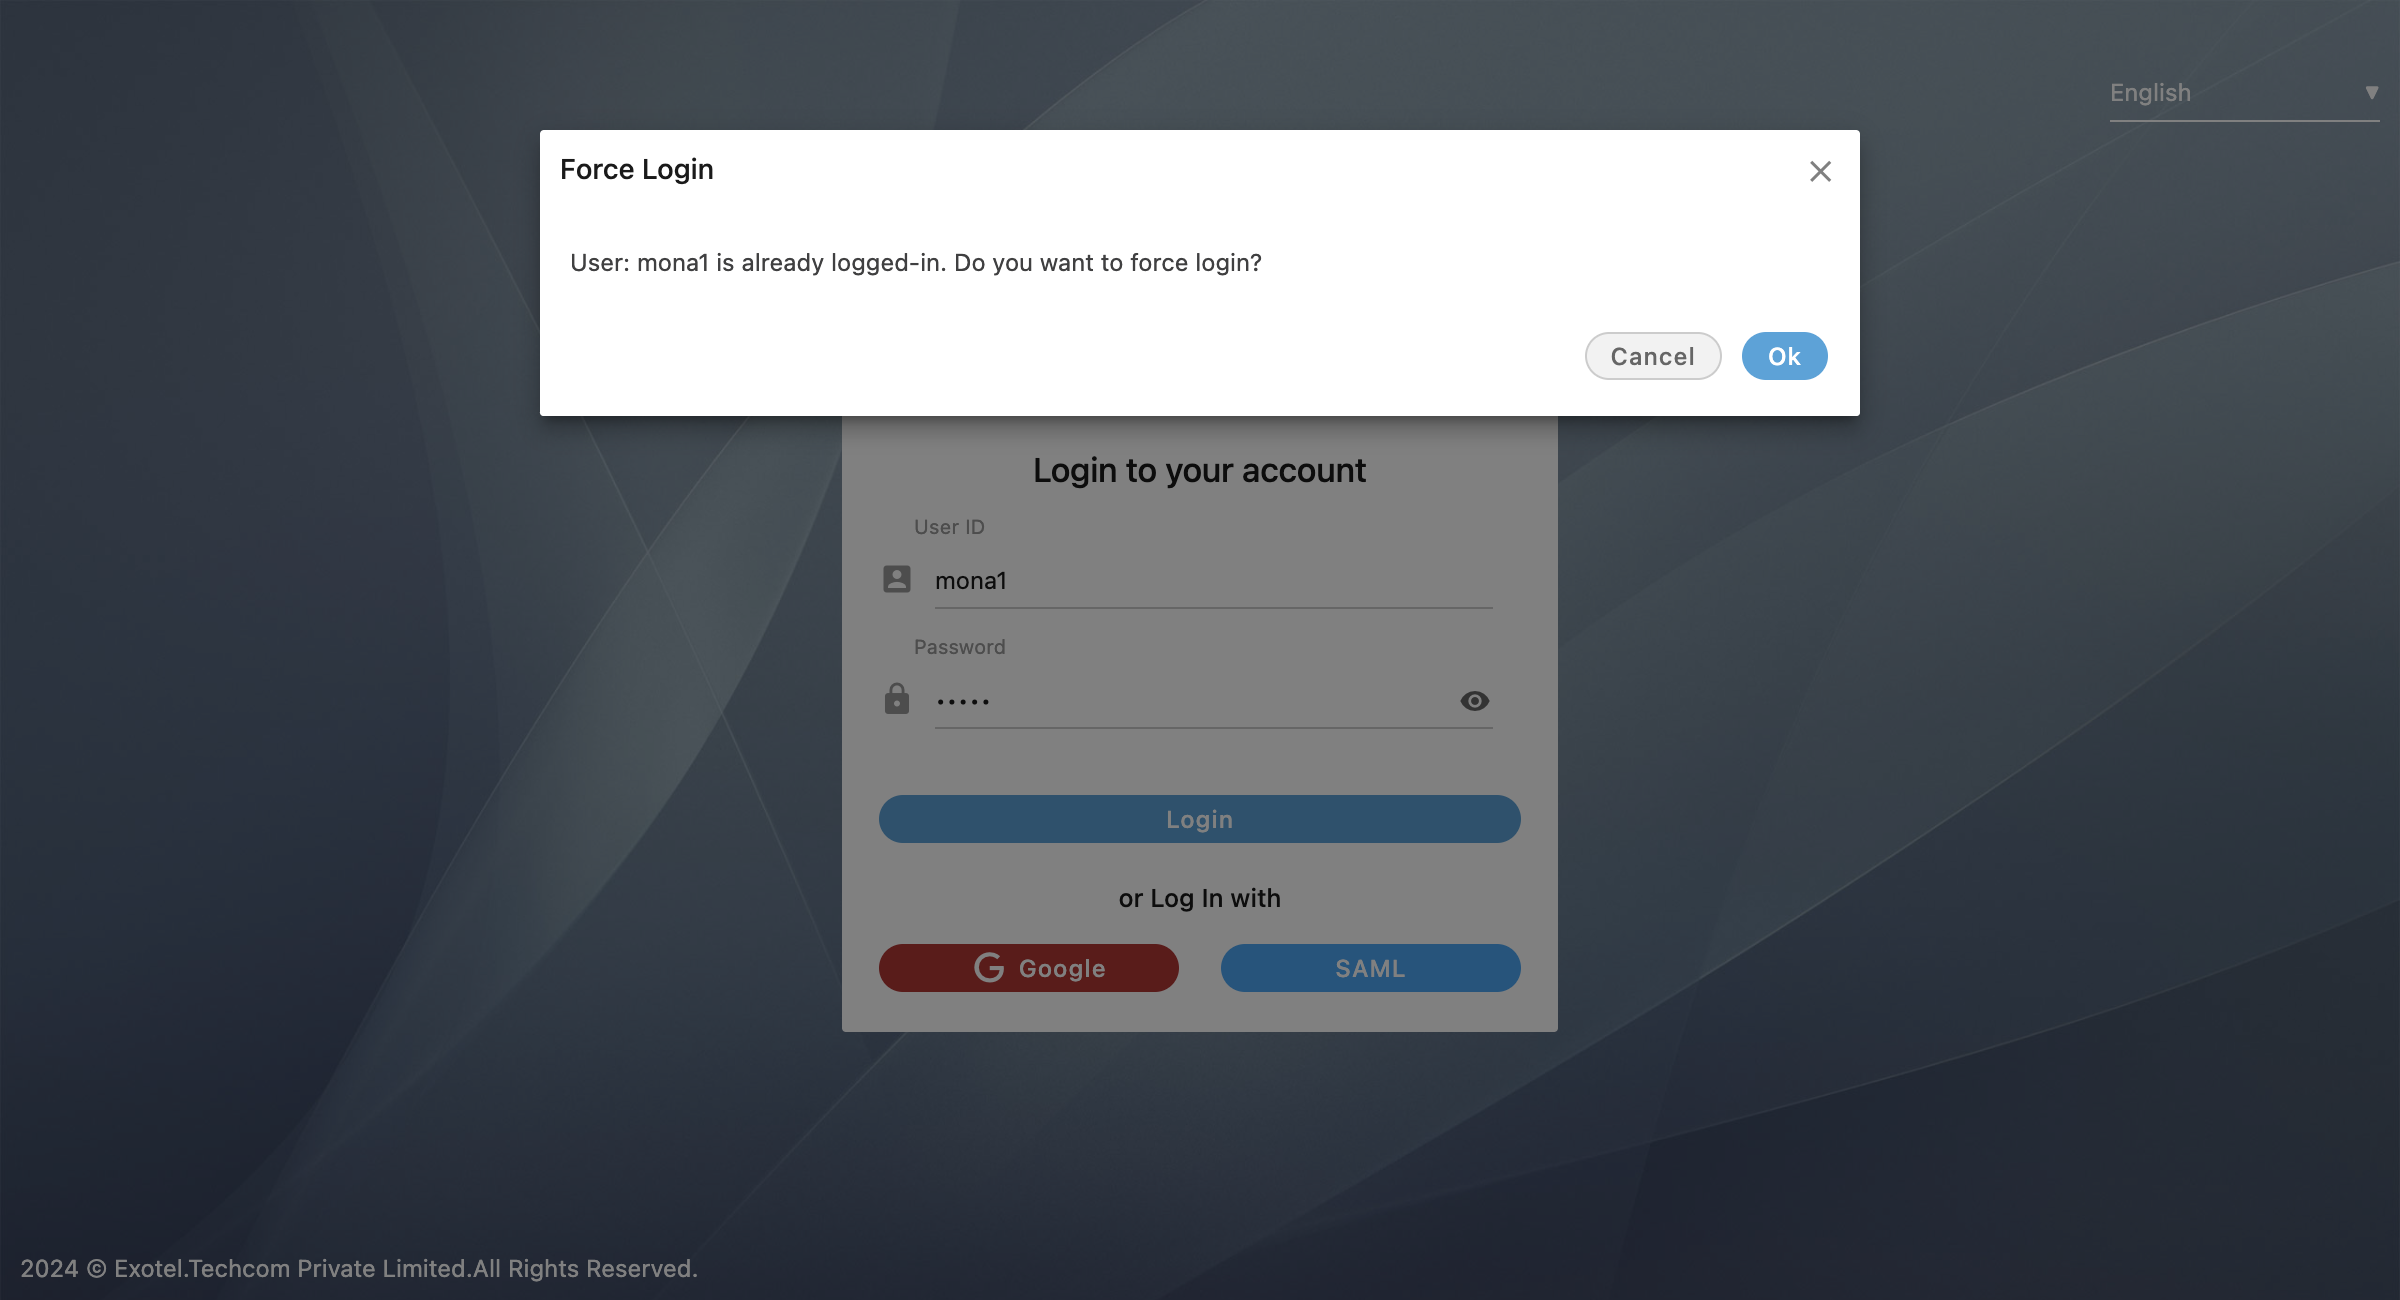 English
Force Login
User: mona1 is already logged-in. Do you want to force login?
Cancel
Ok
Login to your account
User ID
mona1
Password
•••••
Login
or Log In with
Google
SAML
2024 © Exotel.Techcom Private Limited.All Rights Reserved.